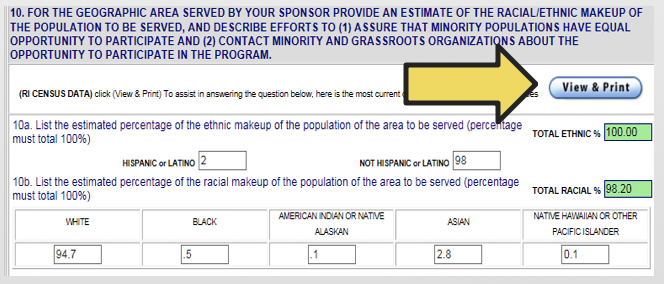 10. FOR THE GEOGRAPHIC AREA SERVED BY YOUR SPONSOR PROVIDE AN ESTIMATE OF THE RACIAL/ETHNIC MAKEUP OF
THE POPULATION TO BE SERVED, AND DESCRIBE EFFORTS TO (1) ASSURE THAT MINORITY POPULATIONS HAVE EQUAL
OPPORTUNITY TO PARTICIPATE AND (2) CONTACT MINORITY AND GRASSROOTS ORGANIZATIONS ABOUT THE
OPPORTUNITY TO PARTICIPATE IN THE PROGRAM.
(RI CENSUS DATA) click (View & Print) To assist in answering the question below, here is the most current
View & Print
10a. List the estimated percentage of the ethnic makeup of the population of the area to be served (percentage
must total 100%)
TOTAL ETHNIC % 100.00
HISPANIC or LATINO 2 NOT HISPANIC or LATINO 98
10b. List the estimated percentage of the racial makeup of the population of the area to be served (percentage
must total 100%)
TOTAL RACIAL % 98.20
WHITE BLACK AMERICAN INDIAN OR NATIVE ASIAN NATIVE HAWAIIAN OR OTHER
ALASKAN PACIFIC ISLANDER
94.7 .5 .1 2.8 0.1